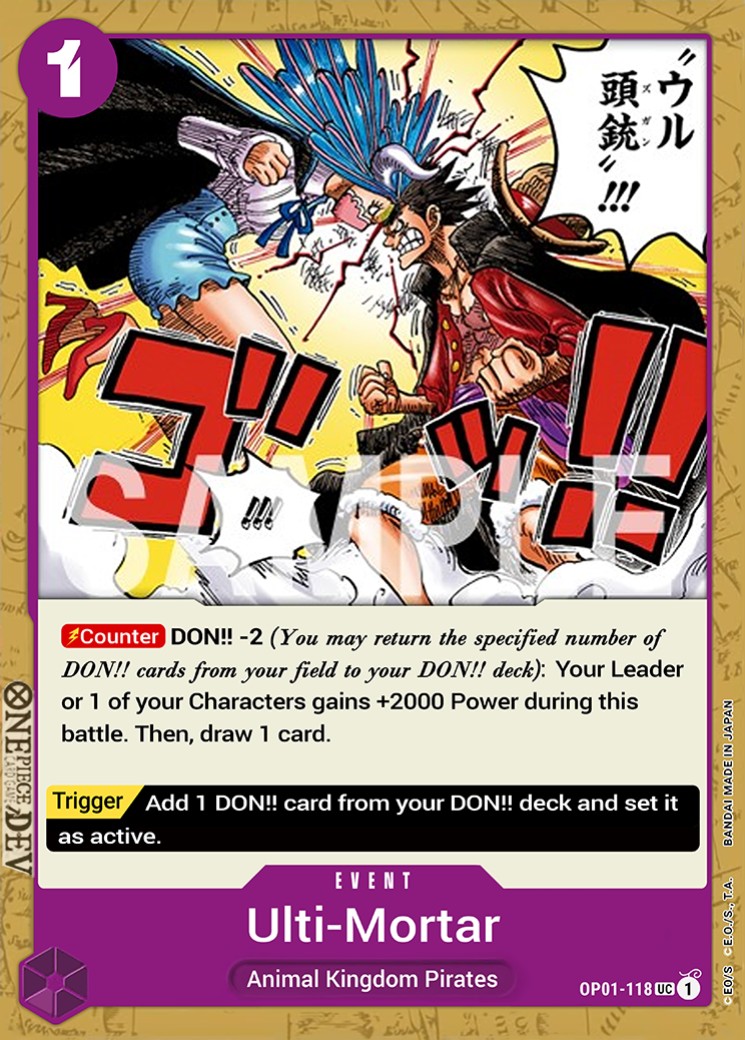 1
"ウル
頭銃"!!!
ズガン
ゴッ!!
!!!
SAMPLE
Counter DON!! -2 (You may return the specified number of
DON!! cards from your field to your DON!! deck): Your Leader
or 1 of your Characters gains +2000 Power during this
battle. Then, draw 1 card.
Trigger Add 1 DON!! card from your DON!! deck and set it
as active.
EVENT
Ulti-Mortar
Animal Kingdom Pirates
OP01-118 UC 1
ONE PIECE CARD GAME .DEV
©EO/S ©E.O./S., T.A. BANDAI MADE IN JAPAN